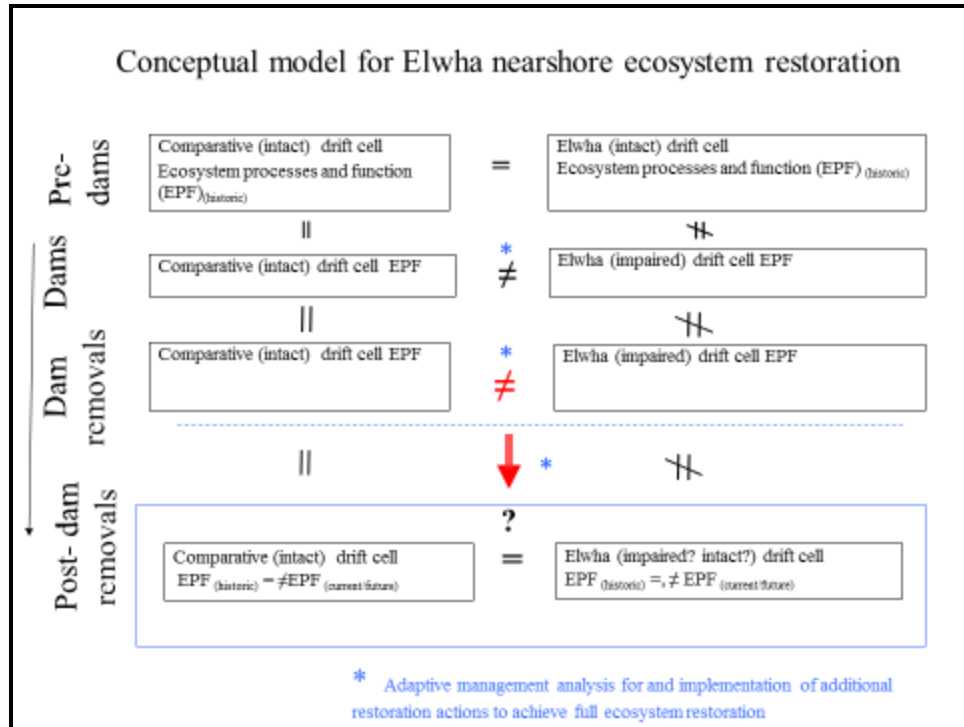 Conceptual model for Elwha nearshore ecosystem restoration
Pre-
dams
Comparative (intact) drift cell
Ecosystem processes and function
(EPF)(historic)
=
Elwha (intact) drift cell
Ecosystem processes and function (EPF) (historic)
=
≠
Dams
Comparative (intact) drift cell EPF
*
≠
Elwha (impaired) drift cell EPF
=
≠
Dam
removals
Comparative (intact) drift cell EPF
*
≠
Elwha (impaired) drift cell EPF
=
*
≠
Post- dam
removals
?
Comparative (intact) drift cell
EPF (historic) = ≠EPF (current/future)
=
Elwha (impaired? intact?) drift cell
EPF (historic) =, ≠ EPF (current/future)
* Adaptive management analysis for and implementation of additional
restoration actions to achieve full ecosystem restoration